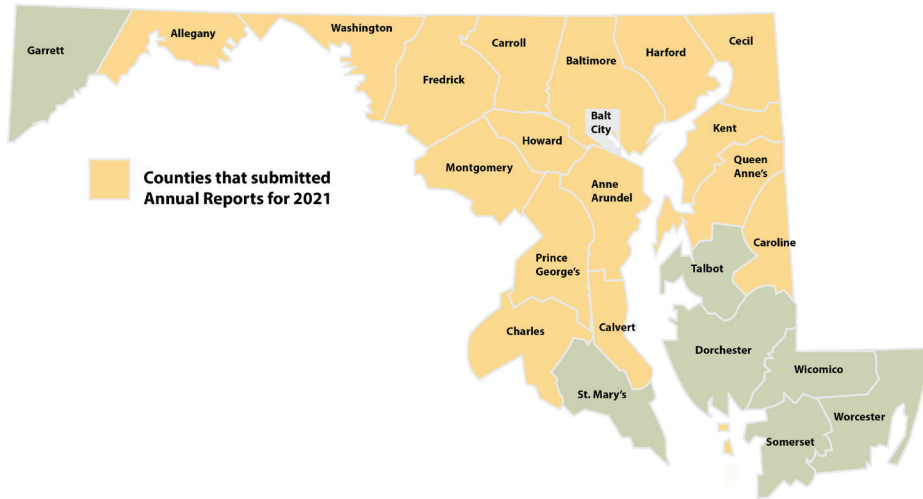 Garrett
Allegany
Washington
Carroll
Baltimore
Harford
Cecil
Fredrick
Balt
City
Kent
Howard
Queen
Anne's
Montgomery
Counties that submitted
Annual Reports for 2021
Anne
Arundel
Caroline
Prince
George's
Talbot
Charles
Calvert
Dorchester
Wicomico
St. Mary's
Worcester
Somerset